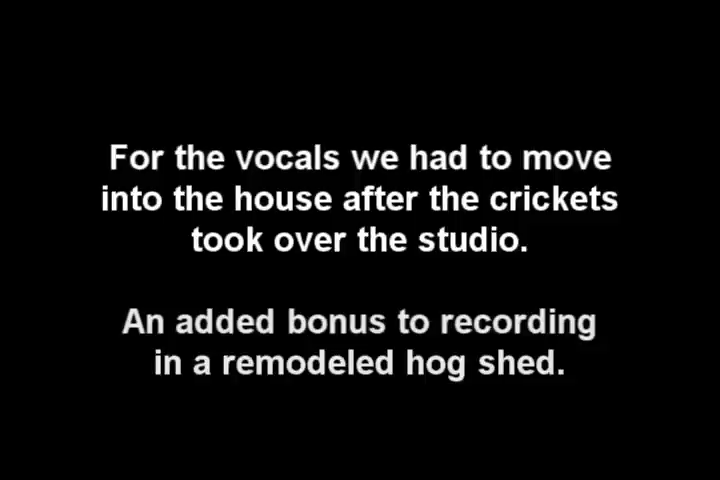 For the vocals we had to move
into the house after the crickets
took over the studio.
An added bonus to recording
in a remodeled hog shed.